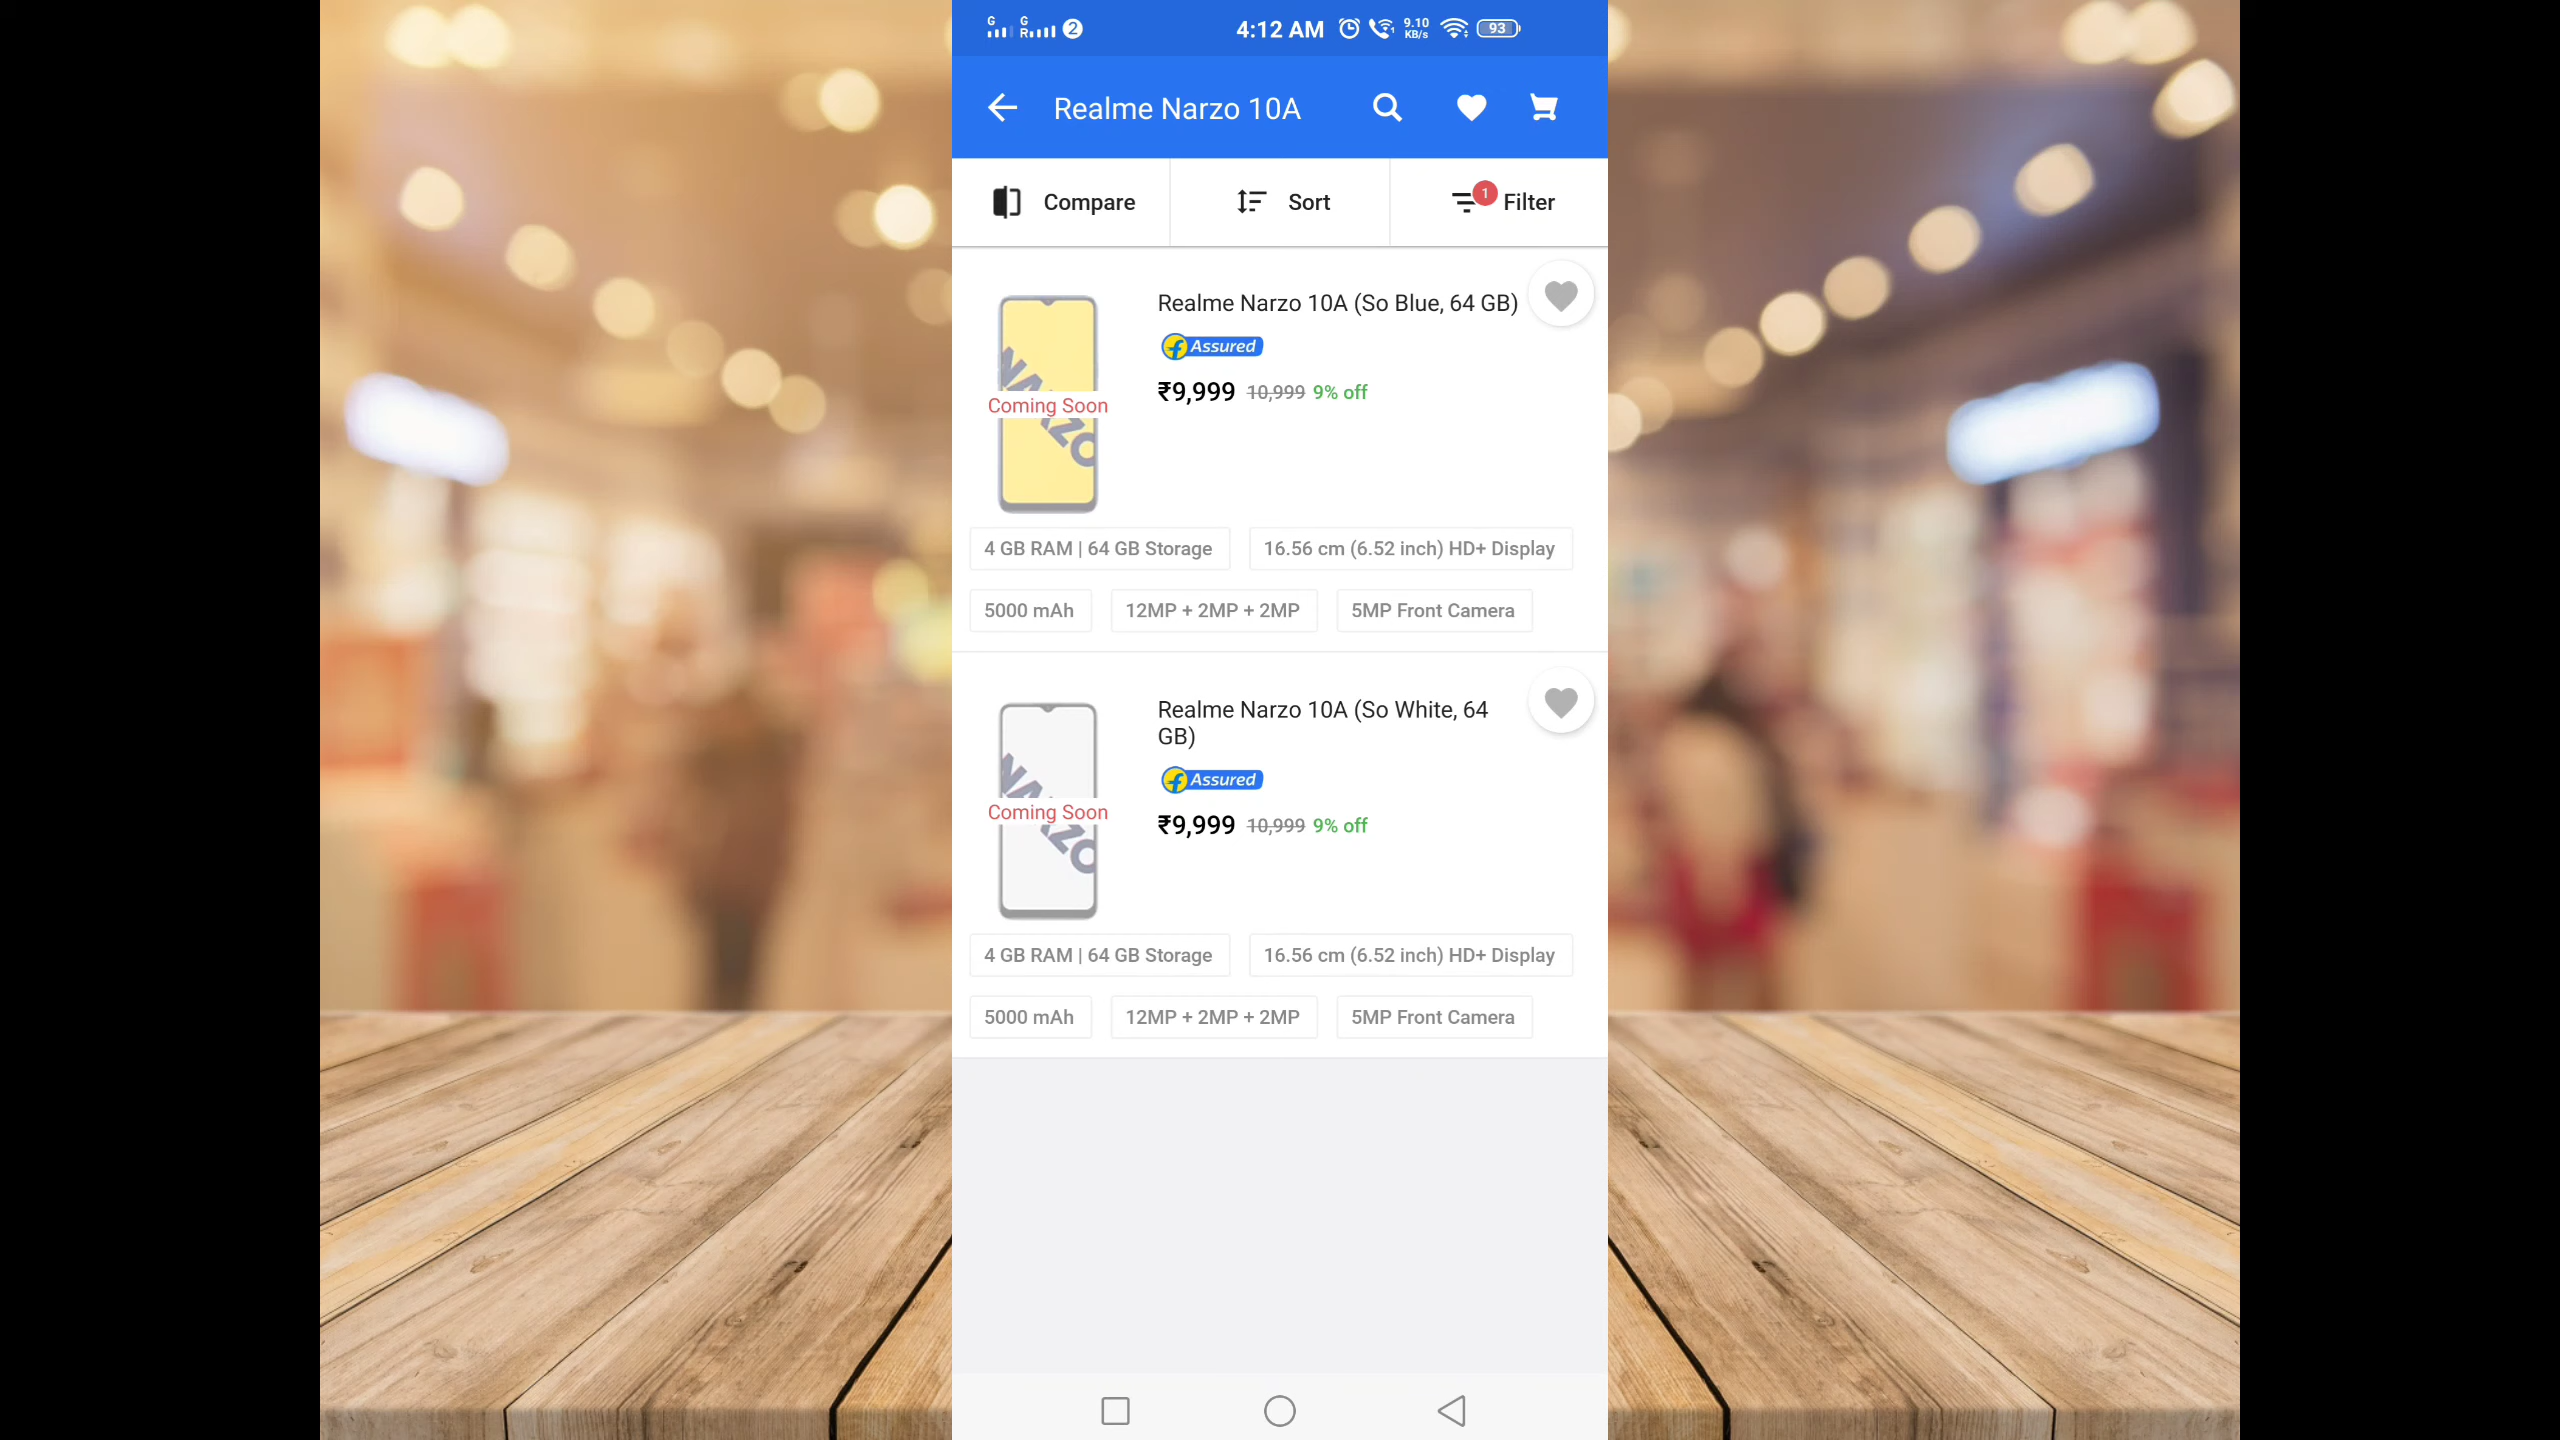 G G R 2 4:12 AM 9.10 KB/s 93
Realme Narzo 10A
Compare Sort 1 Filter
Realme Narzo 10A (So Blue, 64 GB)
f Assured
₹9,999 10,999 9% off
NARZO
Coming Soon
4 GB RAM | 64 GB Storage 16.56 cm (6.52 inch) HD+ Display
5000 mAh 12MP + 2MP + 2MP 5MP Front Camera
Realme Narzo 10A (So White, 64
GB)
f Assured
₹9,999 10,999 9% off
NARZO
Coming Soon
4 GB RAM | 64 GB Storage 16.56 cm (6.52 inch) HD+ Display
5000 mAh 12MP + 2MP + 2MP 5MP Front Camera